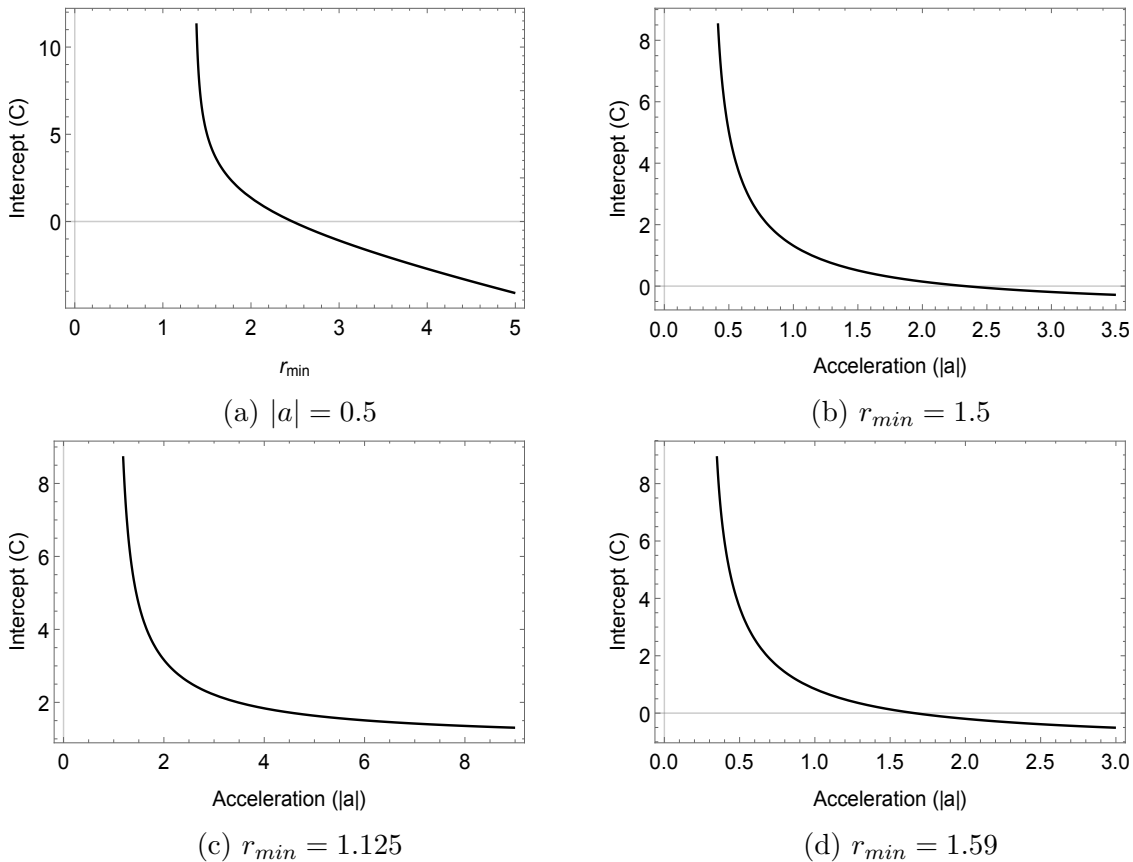 10
5
0
Intercept (C)
0 1 2 3 4 5
r_min
(a) |a| = 0.5
8
6
4
2
0
Intercept (C)
0.0 0.5 1.0 1.5 2.0 2.5 3.0 3.5
Acceleration (|a|)
(b) r_min = 1.5
8
6
4
2
Intercept (C)
0 2 4 6 8
Acceleration (|a|)
(c) r_min = 1.125
8
6
4
2
0
Intercept (C)
0.0 0.5 1.0 1.5 2.0 2.5 3.0
Acceleration (|a|)
(d) r_min = 1.59